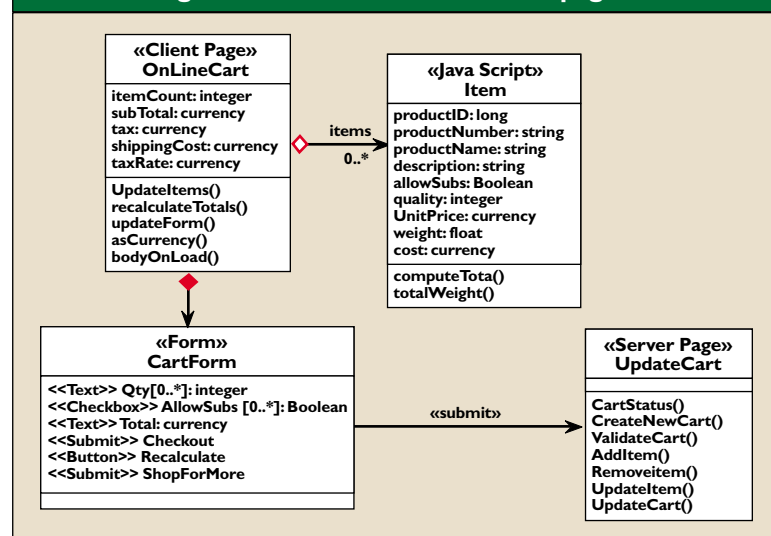 «Client Page»
OnLineCart
itemCount: integer
subTotal: currency
tax: currency
shippingCost: currency
taxRate: currency
UpdateItems()
recalculateTotals()
updateForm()
asCurrency()
bodyOnLoad()
items
0..*
«Java Script»
Item
productID: long
productNumber: string
productName: string
description: string
allowSubs: Boolean
quality: integer
UnitPrice: currency
weight: float
cost: currency
computeTota()
totalWeight()
«Form»
CartForm
<<Text>> Qty[0..*]: integer
<<Checkbox>> AllowSubs [0..*]: Boolean
<<Text>> Total: currency
<<Submit>> Checkout
<<Button>> Recalculate
<<Submit>> ShopForMore
«submit»
«Server Page»
UpdateCart
CartStatus()
CreateNewCart()
ValidateCart()
AddItem()
Removeitem()
UpdateItem()
UpdateCart()